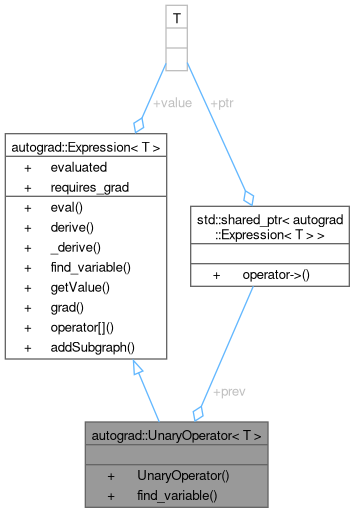 T
+value
+ptr
autograd::Expression< T >
+ evaluated
+ requires_grad
+ eval()
+ derive()
+ _derive()
+ find_variable()
+ getValue()
+ grad()
+ operator[]()
+ addSubgraph()
std::shared_ptr< autograd
::Expression< T > >
+ operator->()
+prev
autograd::UnaryOperator< T >
+ UnaryOperator()
+ find_variable()